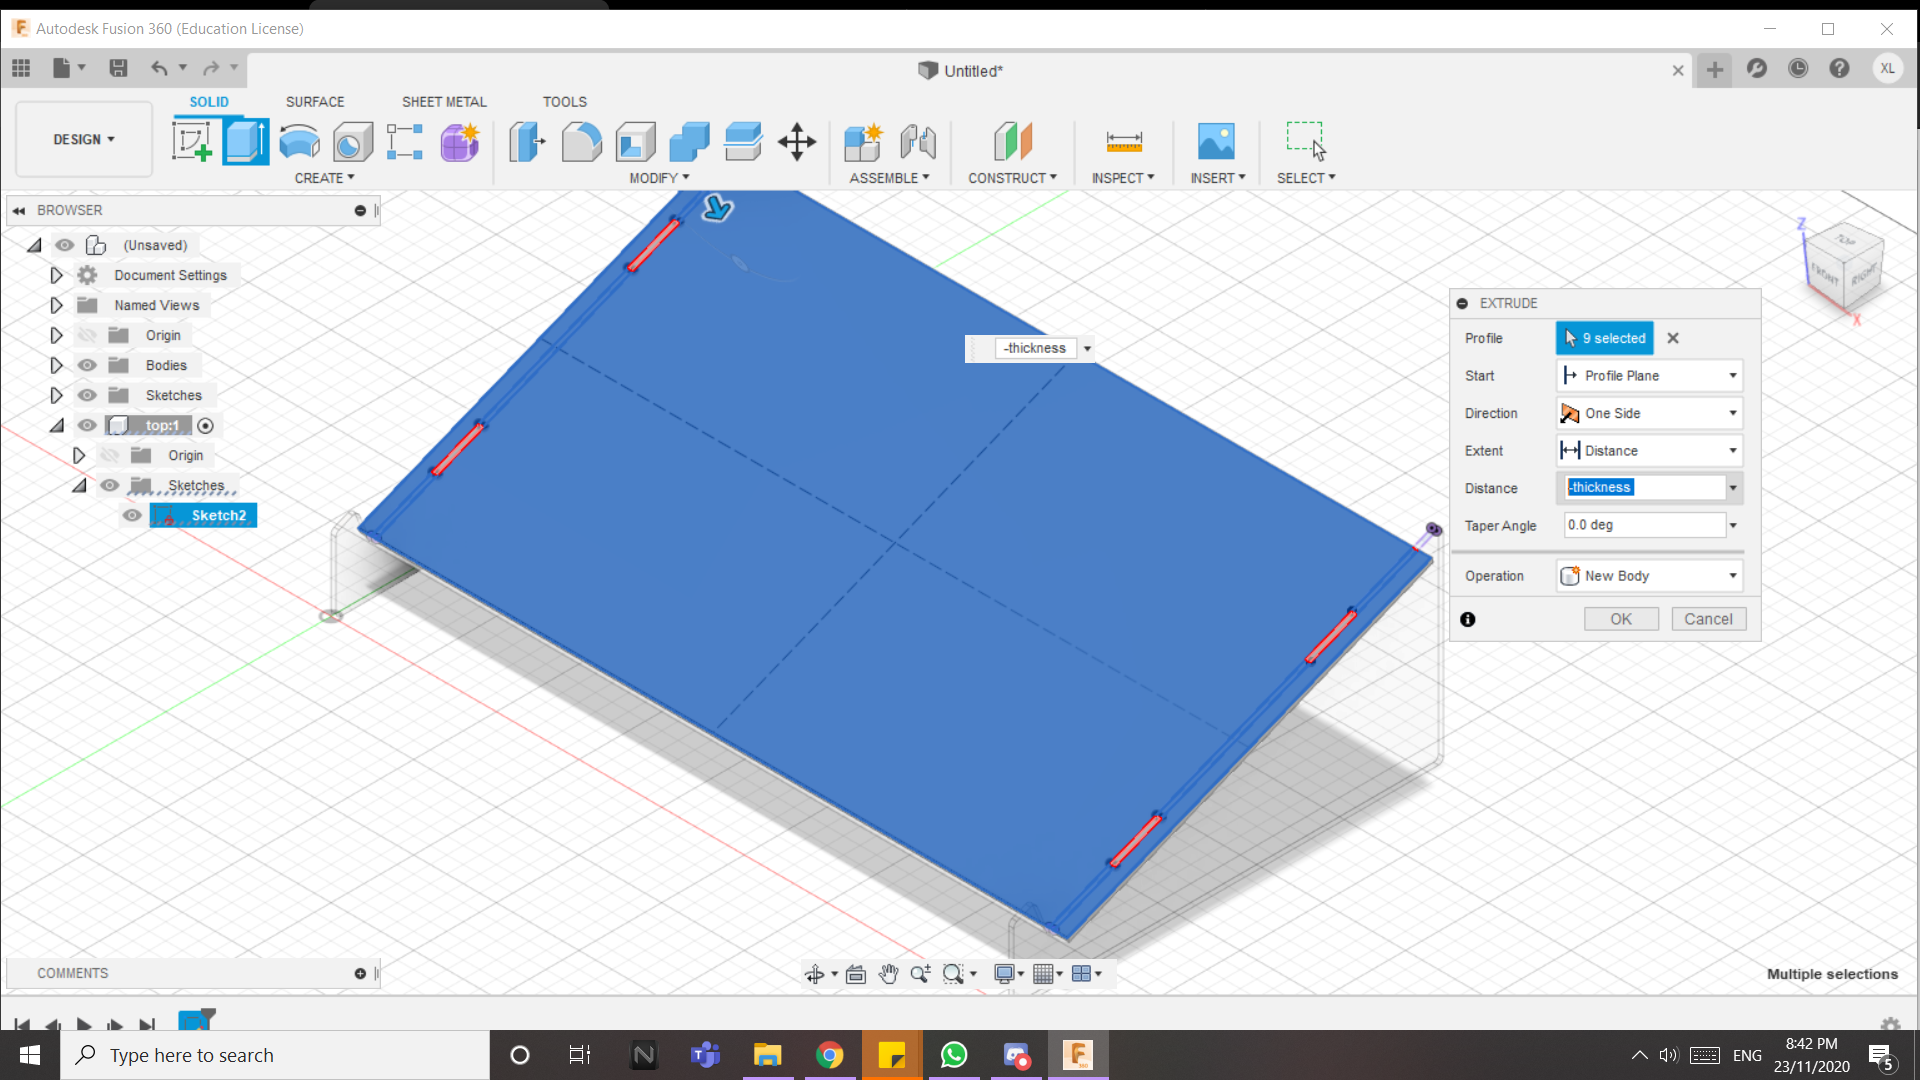 Autodesk Fusion 360 (Education License)
Untitled*
XL
DESIGN
SOLID
SURFACE
SHEET METAL
TOOLS
CREATE
MODIFY
ASSEMBLE
CONSTRUCT
INSPECT
INSERT
SELECT
BROWSER
(Unsaved)
Document Settings
Named Views
Origin
Bodies
Sketches
top:1
Origin
Sketches
Sketch2
-thickness
Z
TOP
FRONT
RIGHT
X
EXTRUDE
Profile 9 selected
Start Profile Plane
Direction One Side
Extent Distance
Distance -thickness
Taper Angle 0.0 deg
Operation New Body
OK Cancel
COMMENTS
Multiple selections
Type here to search
ENG
8:42 PM
23/11/2020
5